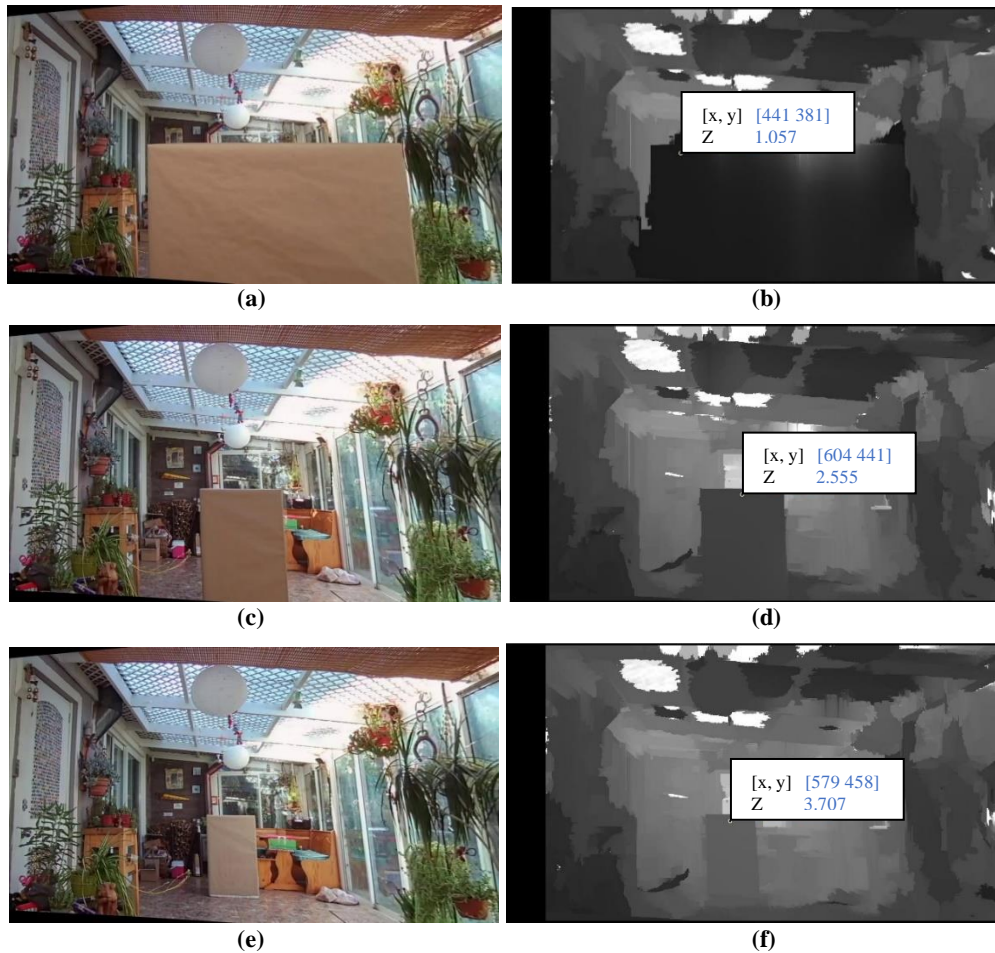 [x, y] [441 381]
Z 1.057
(a) (b)
[x, y] [604 441]
Z 2.555
(c) (d)
[x, y] [579 458]
Z 3.707
(e) (f)